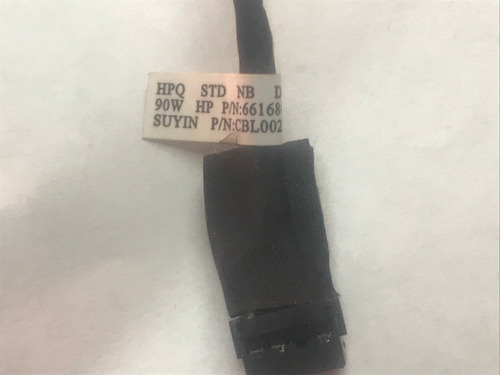 HPQ STD NB D
90W HP P/N:66168
SUYIN P/N:CBL002